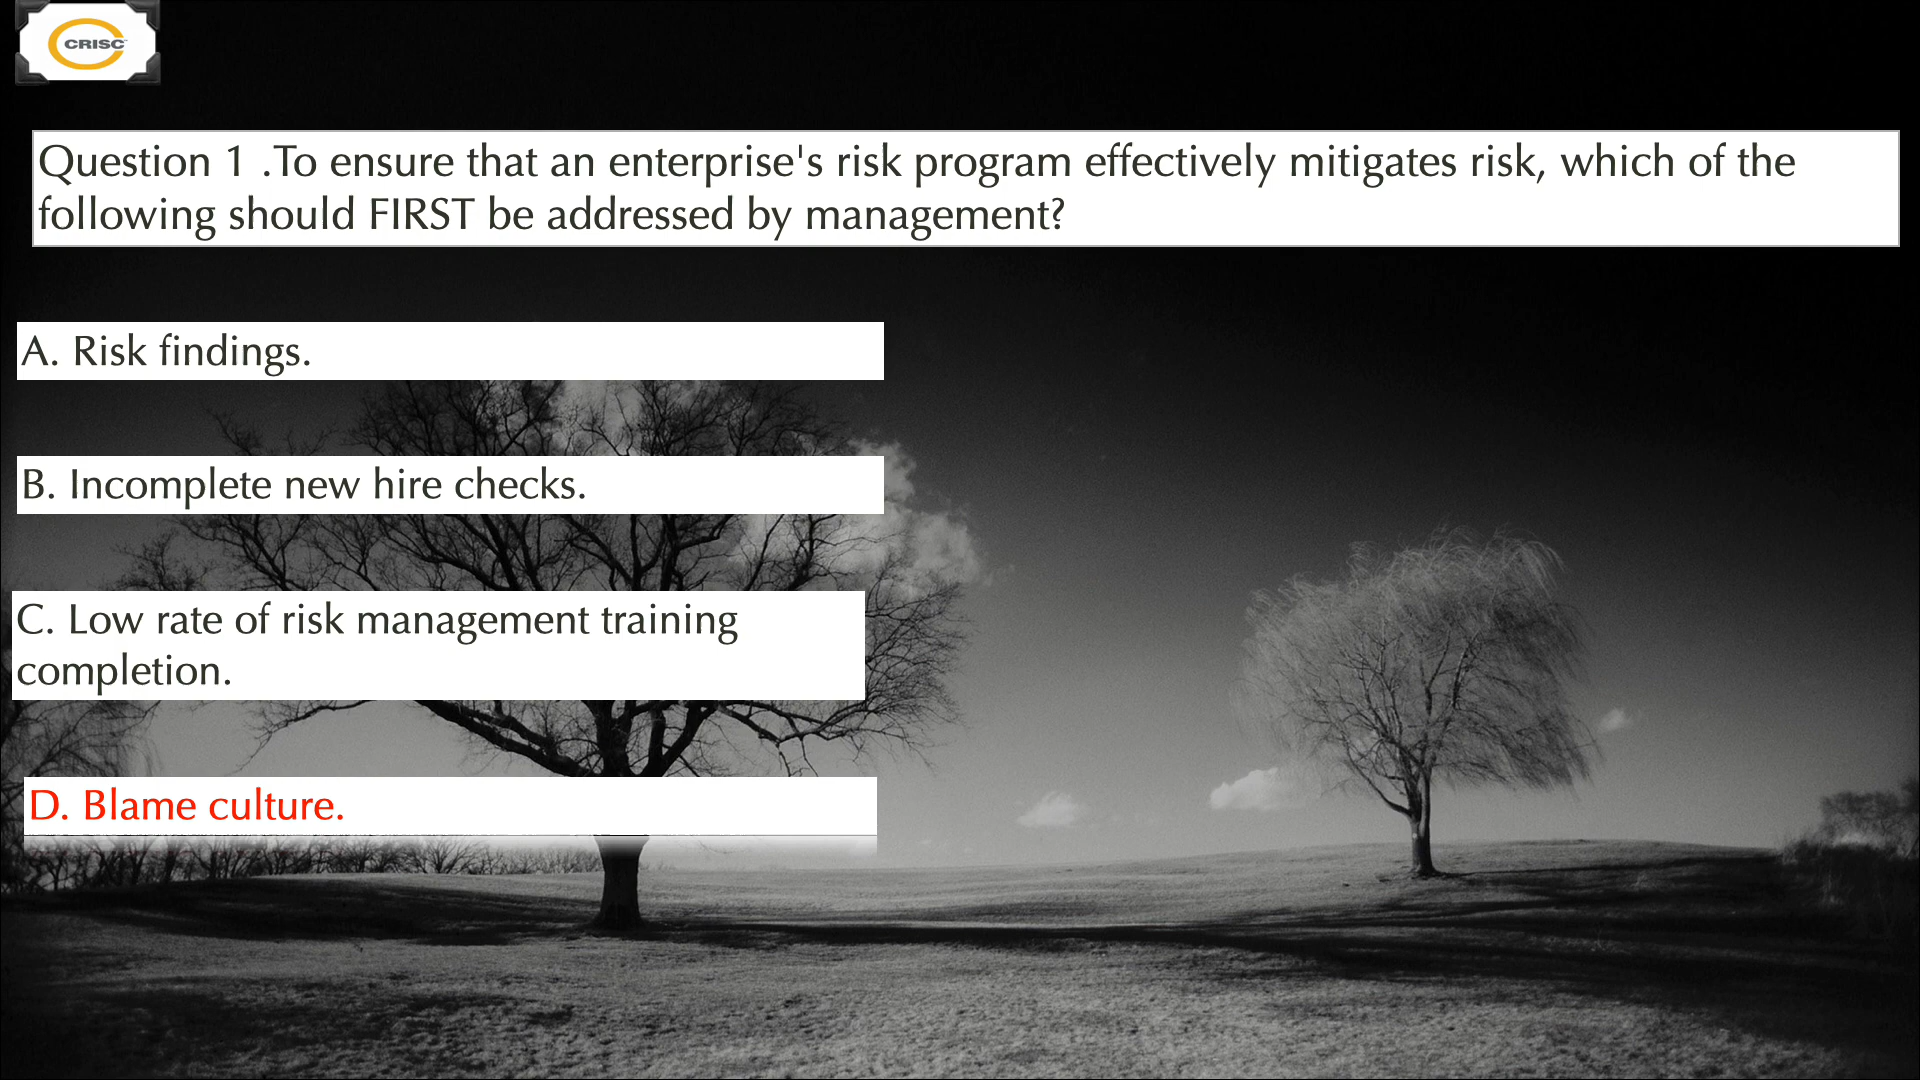 CRISC
Question 1 .To ensure that an enterprise's risk program effectively mitigates risk, which of the
following should FIRST be addressed by management?
A. Risk findings.
B. Incomplete new hire checks.
C. Low rate of risk management training
completion.
D. Blame culture.